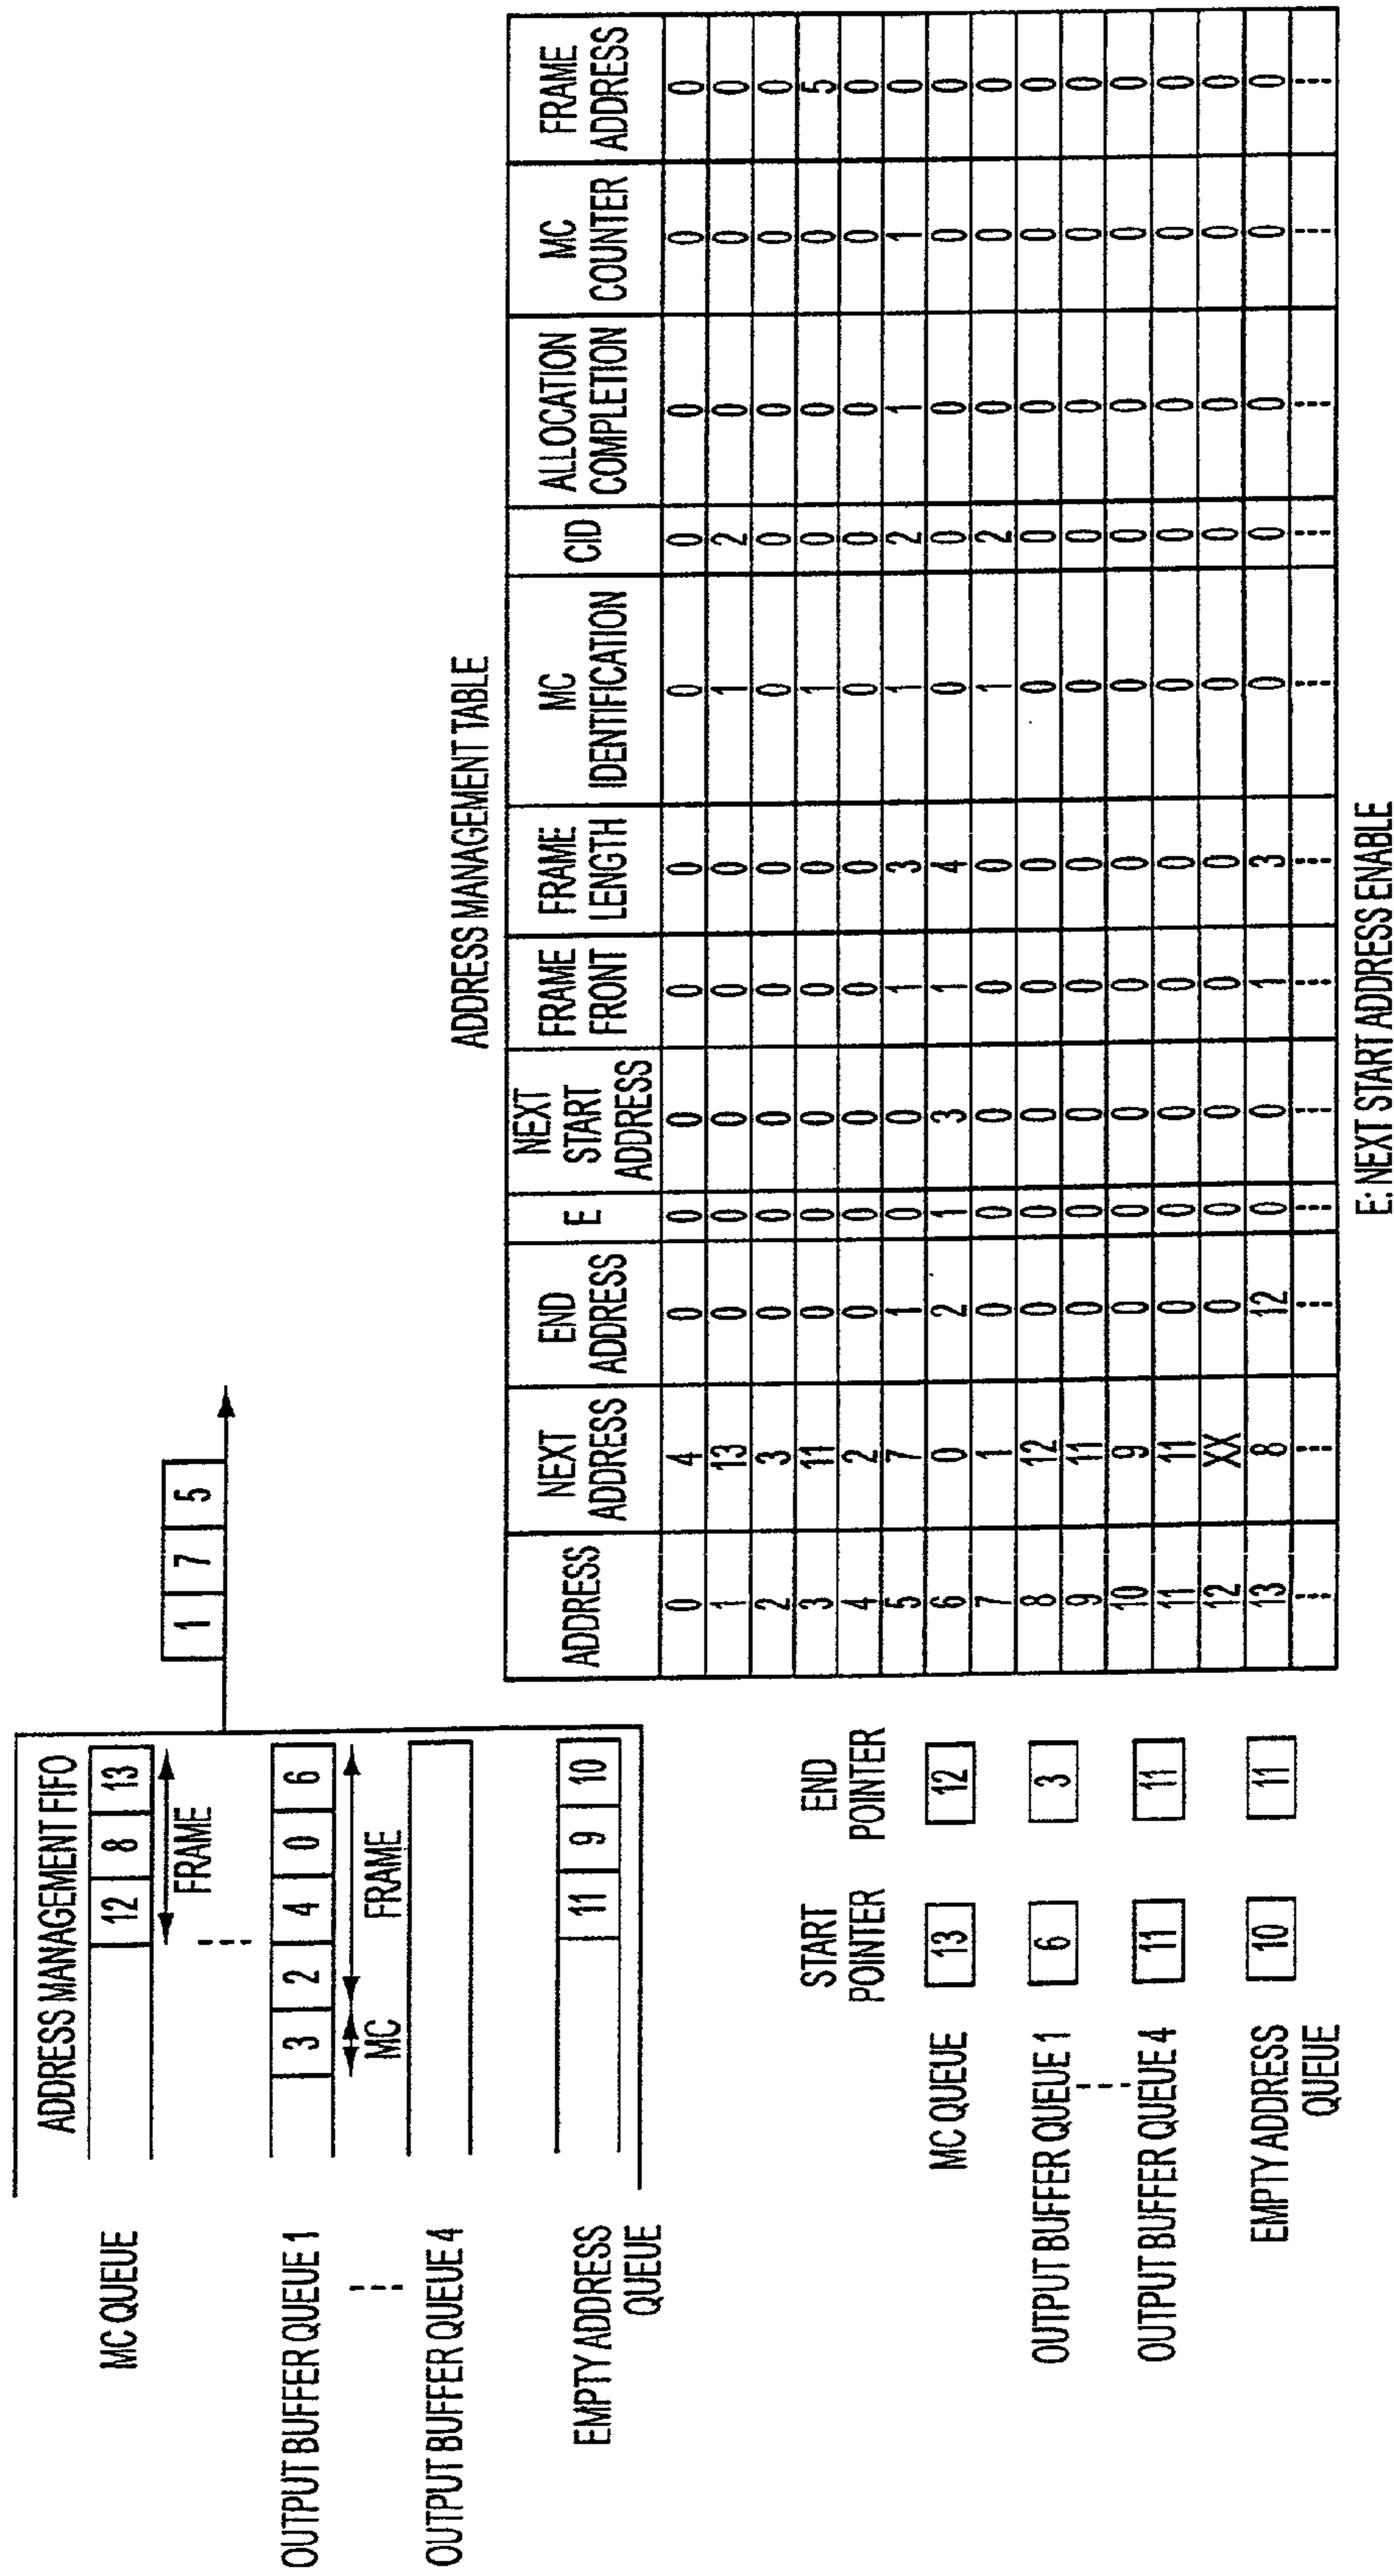 ADDRESS MANAGEMENT FIFO
MC QUEUE
12 8 13
FRAME
1 7 5
OUTPUT BUFFER QUEUE 1
3 2 4 0 6
MC FRAME
OUTPUT BUFFER QUEUE 4
EMPTY ADDRESS
QUEUE
11 9 10
START
POINTER
END
POINTER
MC QUEUE 13 12
OUTPUT BUFFER QUEUE 1 6 3
OUTPUT BUFFER QUEUE 4 11 11
EMPTY ADDRESS
QUEUE
10 11
ADDRESS MANAGEMENT TABLE
ADDRESS
NEXT
ADDRESS
END
ADDRESS
E
NEXT
START
ADDRESS
FRAME
FRONT
FRAME
LENGTH
MC
IDENTIFICATION
CID
ALLOCATION
COMPLETION
MC
COUNTER
FRAME
ADDRESS
0 4 0 0 0 0 0 0 0 0 0 0
1 13 0 0 0 0 0 1 2 0 0 0
2 3 0 0 0 0 0 0 0 0 0 0
3 11 0 0 0 0 0 1 0 0 0 5
4 2 0 0 0 0 0 0 0 0 0 0
5 7 1 0 0 1 3 1 2 1 1 0
6 0 2 1 3 1 4 0 0 0 0 0
7 1 0 0 0 0 0 1 2 0 0 0
8 12 0 0 0 0 0 0 0 0 0 0
9 11 0 0 0 0 0 0 0 0 0 0
10 9 0 0 0 0 0 0 0 0 0 0
11 11 0 0 0 0 0 0 0 0 0 0
12 XX 0 0 0 0 0 0 0 0 0 0
13 8 12 0 0 1 3 0 0 0 0 0
E: NEXT START ADDRESS ENABLE